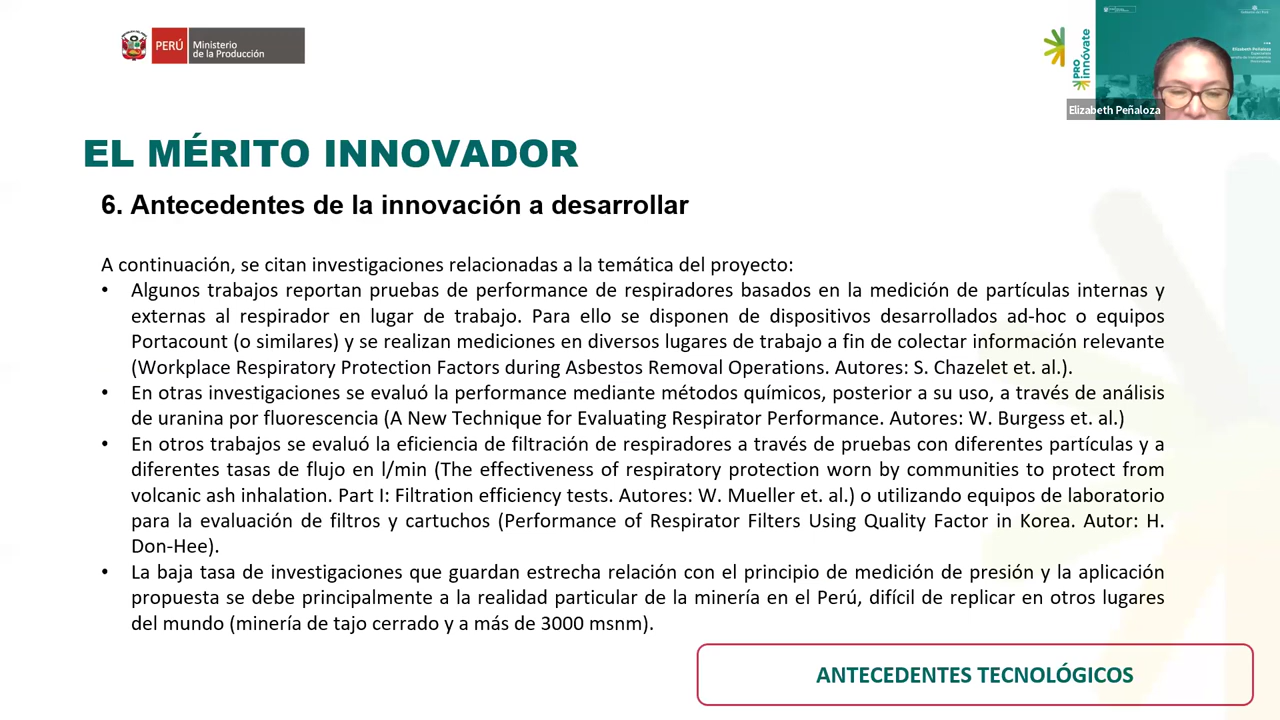 PERÚ
Ministerio
de la Producción
PRO
innóvate
Elizabeth Peñaloza
Elizabeth Peñaloza
EL MÉRITO INNOVADOR
6. Antecedentes de la innovación a desarrollar
A continuación, se citan investigaciones relacionadas a la temática del proyecto:
• Algunos trabajos reportan pruebas de performance de respiradores basados en la medición de partículas internas y
externas al respirador en lugar de trabajo. Para ello se disponen de dispositivos desarrollados ad-hoc o equipos
Portacount (o similares) y se realizan mediciones en diversos lugares de trabajo a fin de colectar información relevante
(Workplace Respiratory Protection Factors during Asbestos Removal Operations. Autores: S. Chazelet et. al.).
• En otras investigaciones se evaluó la performance mediante métodos químicos, posterior a su uso, a través de análisis
de uranina por fluorescencia (A New Technique for Evaluating Respirator Performance. Autores: W. Burgess et. al.)
• En otros trabajos se evaluó la eficiencia de filtración de respiradores a través de pruebas con diferentes partículas y a
diferentes tasas de flujo en l/min (The effectiveness of respiratory protection worn by communities to protect from
volcanic ash inhalation. Part I: Filtration efficiency tests. Autores: W. Mueller et. al.) o utilizando equipos de laboratorio
para la evaluación de filtros y cartuchos (Performance of Respirator Filters Using Quality Factor in Korea. Autor: H.
Don-Hee).
• La baja tasa de investigaciones que guardan estrecha relación con el principio de medición de presión y la aplicación
propuesta se debe principalmente a la realidad particular de la minería en el Perú, difícil de replicar en otros lugares
del mundo (minería de tajo cerrado y a más de 3000 msnm).
ANTECEDENTES TECNOLÓGICOS